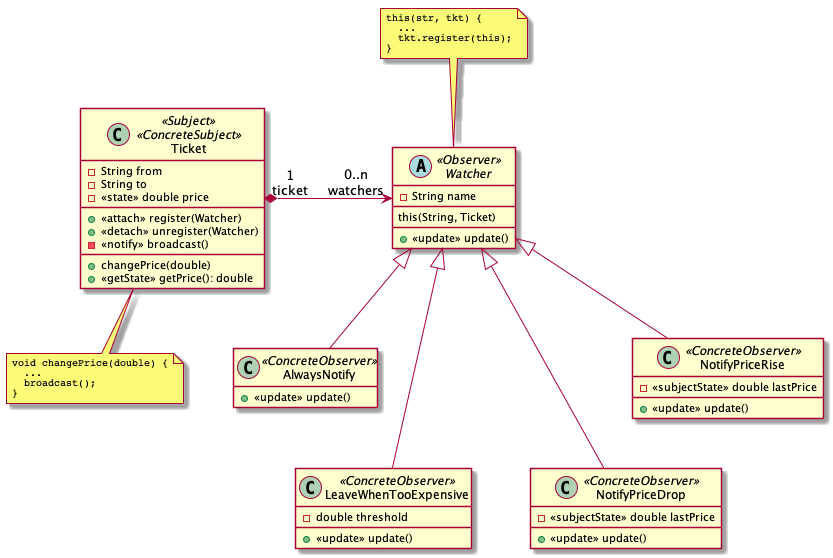 this(str, tkt) {
...
tkt.register(this);
}
«Subject»
«ConcreteSubject»
C
Ticket
String from
String to
«state» double price
«attach» register(Watcher)
«detach» unregister(Watcher)
«notify» broadcast()
changePrice(double)
«getState» getPrice(): double
1
ticket
0..n
watchers
A
«Observer»
Watcher
String name
this(String, Ticket)
«update» update()
void changePrice(double) {
...
broadcast();
}
C
«ConcreteObserver»
AlwaysNotify
«update» update()
C
«ConcreteObserver»
NotifyPriceRise
«subjectState» double lastPrice
«update» update()
C
«ConcreteObserver»
LeaveWhenTooExpensive
double threshold
«update» update()
C
«ConcreteObserver»
NotifyPriceDrop
«subjectState» double lastPrice
«update» update()